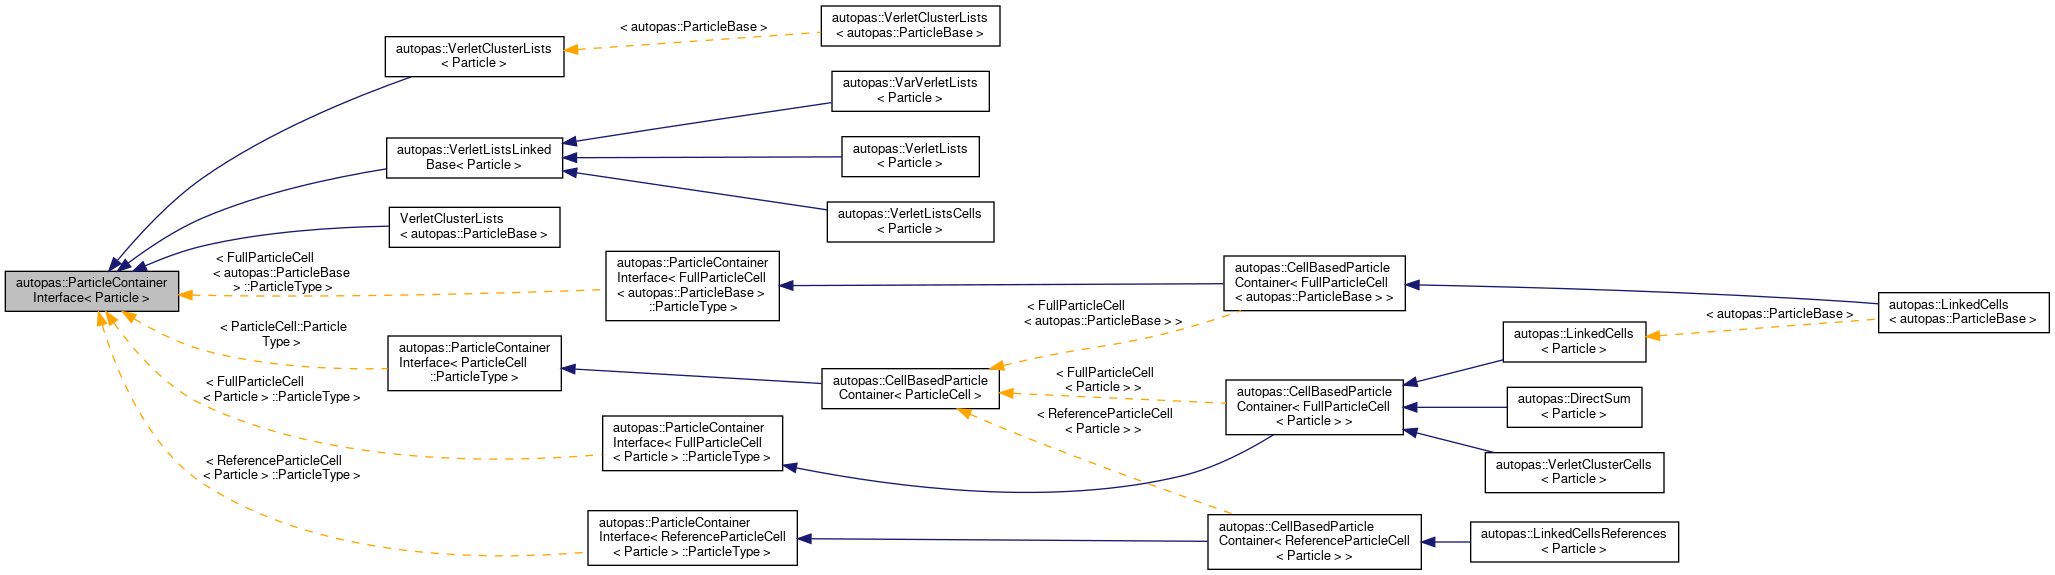 autopas::ParticleContainer
Interface< Particle >
autopas::VerletClusterLists
< Particle >
< autopas::ParticleBase >
autopas::VerletClusterLists
< autopas::ParticleBase >
autopas::VerletListsLinked
Base< Particle >
autopas::VarVerletLists
< Particle >
autopas::VerletLists
< Particle >
autopas::VerletListsCells
< Particle >
VerletClusterLists
< autopas::ParticleBase >
< FullParticleCell
< autopas::ParticleBase
> ::ParticleType >
autopas::ParticleContainer
Interface< FullParticleCell
< autopas::ParticleBase >
::ParticleType >
autopas::CellBasedParticle
Container< FullParticleCell
< autopas::ParticleBase > >
autopas::LinkedCells
< autopas::ParticleBase >
< ParticleCell::Particle
Type >
autopas::ParticleContainer
Interface< ParticleCell
::ParticleType >
< FullParticleCell
< autopas::ParticleBase > >
autopas::CellBasedParticle
Container< ParticleCell >
< FullParticleCell
< Particle > >
< ReferenceParticleCell
< Particle > >
autopas::CellBasedParticle
Container< FullParticleCell
< Particle > >
autopas::LinkedCells
< Particle >
< autopas::ParticleBase >
autopas::DirectSum
< Particle >
autopas::VerletClusterCells
< Particle >
< FullParticleCell
< Particle > ::ParticleType >
autopas::ParticleContainer
Interface< FullParticleCell
< Particle > ::ParticleType >
< ReferenceParticleCell
< Particle > ::ParticleType >
autopas::ParticleContainer
Interface< ReferenceParticleCell
< Particle > ::ParticleType >
autopas::CellBasedParticle
Container< ReferenceParticleCell
< Particle > >
autopas::LinkedCellsReferences
< Particle >